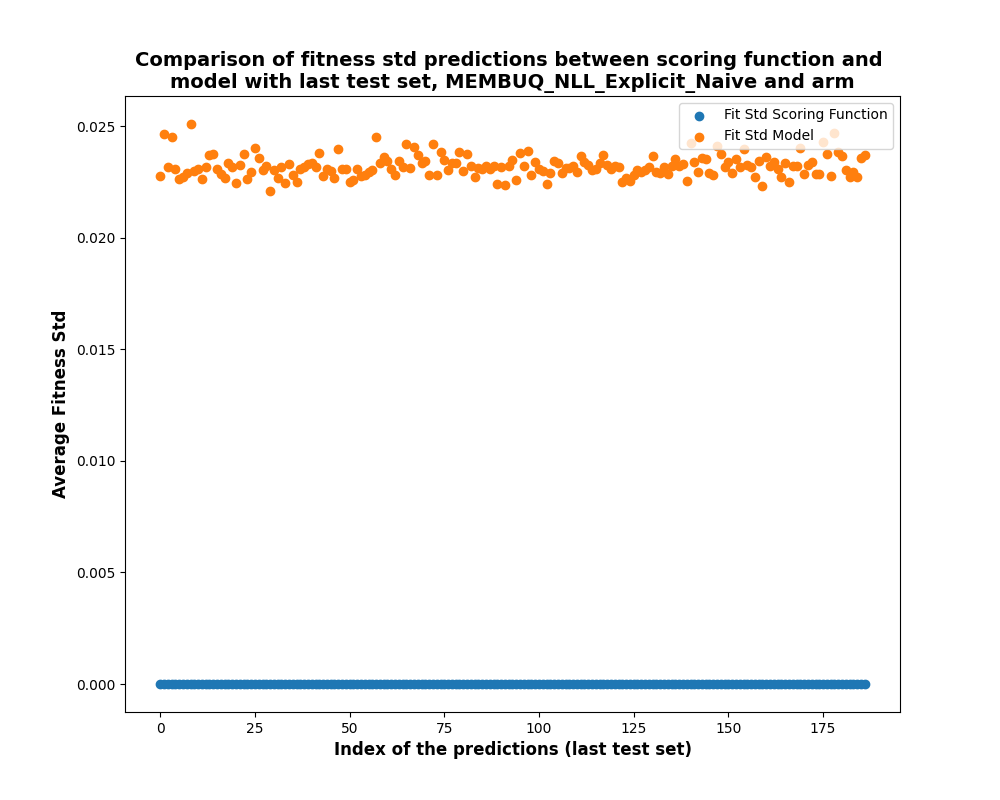 Comparison of fitness std predictions between scoring function and
model with last test set, MEMBUQ_NLL_Explicit_Naive and arm
Fit Std Scoring Function
Fit Std Model
Average Fitness Std
0.025
0.020
0.015
0.010
0.005
0.000
0 25 50 75 100 125 150 175
Index of the predictions (last test set)